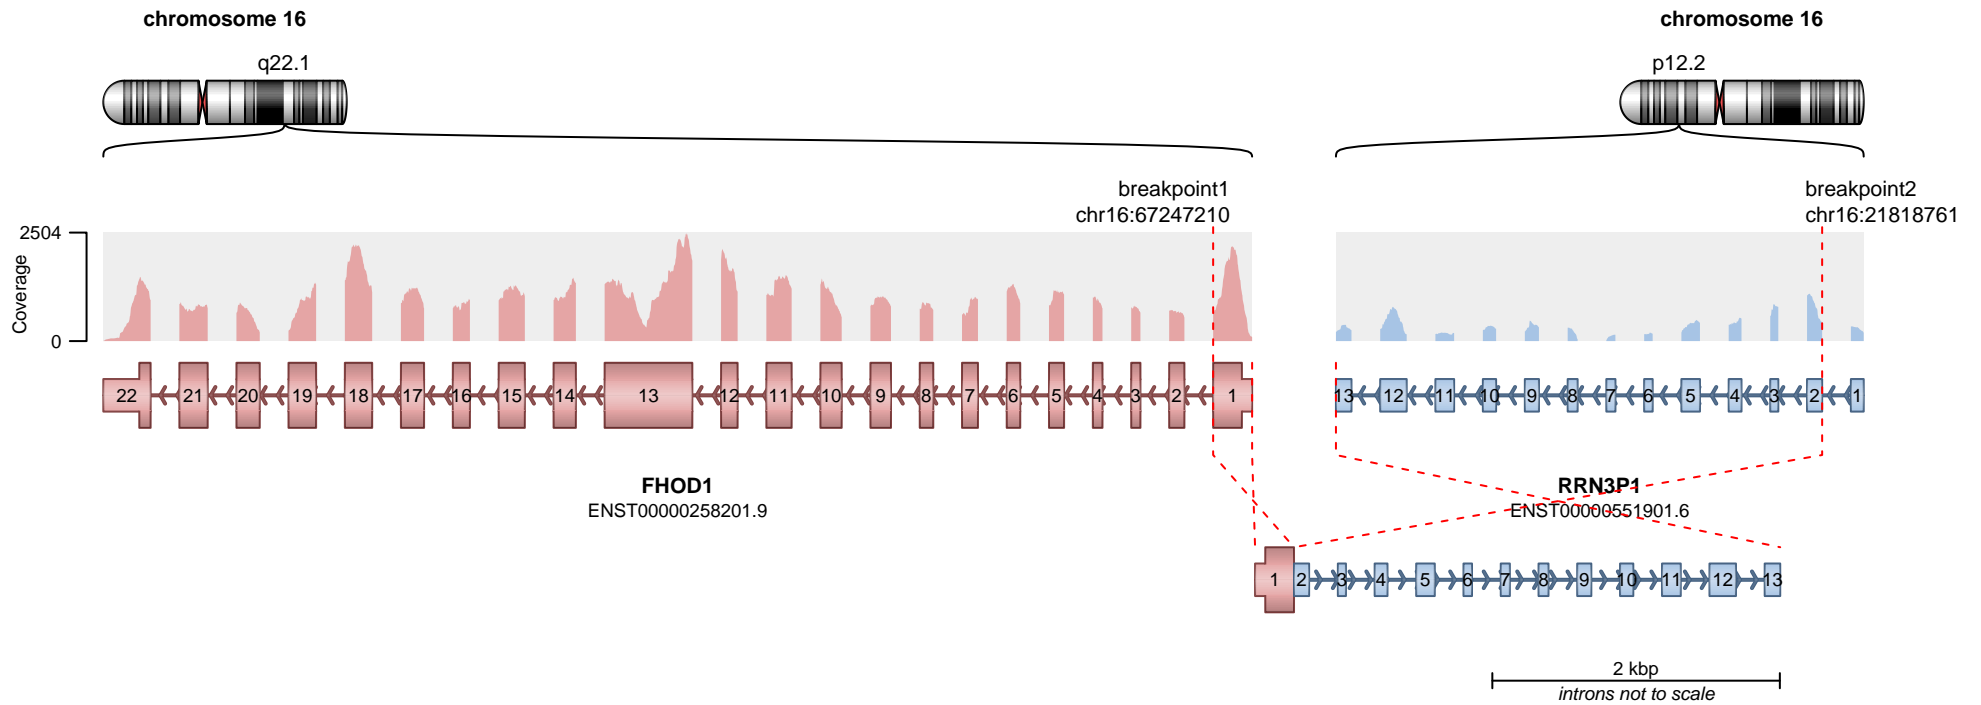 chromosome 16
chromosome 16
q22.1
p12.2
breakpoint1
chr16:67247210
breakpoint2
chr16:21818761
2504
0
Coverage
22 21 20 19 18 17 16 15 14 13 12 11 10 9 8 7 6 5 4 3 2 1
13 12 11 10 9 8 7 6 5 4 3 2 1
FHOD1
ENST00000258201.9
RRN3P1
ENST00000551901.6
1 2 3 4 5 6 7 8 9 10 11 12 13
2 kbp
introns not to scale